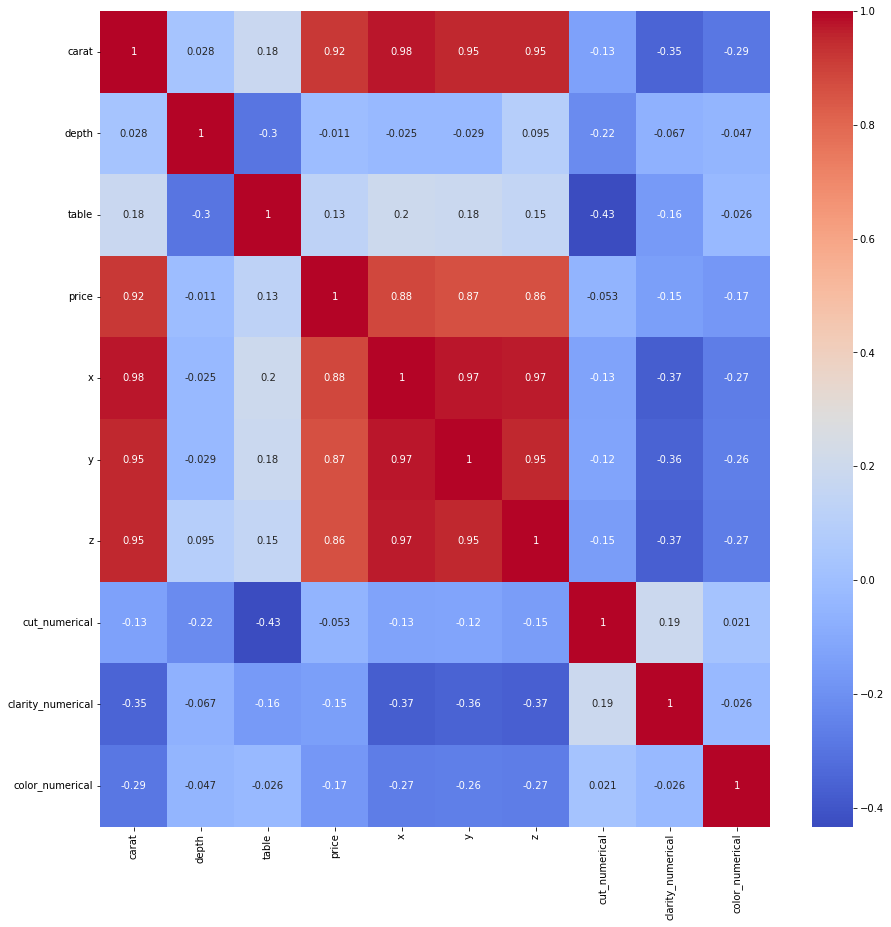 carat 1 0.028 0.18 0.92 0.98 0.95 0.95 -0.13 -0.35 -0.29
depth 0.028 1 -0.3 -0.011 -0.025 -0.029 0.095 -0.22 -0.067 -0.047
table 0.18 -0.3 1 0.13 0.2 0.18 0.15 -0.43 -0.16 -0.026
price 0.92 -0.011 0.13 1 0.88 0.87 0.86 -0.053 -0.15 -0.17
x 0.98 -0.025 0.2 0.88 1 0.97 0.97 -0.13 -0.37 -0.27
y 0.95 -0.029 0.18 0.87 0.97 1 0.95 -0.12 -0.36 -0.26
z 0.95 0.095 0.15 0.86 0.97 0.95 1 -0.15 -0.37 -0.27
cut_numerical -0.13 -0.22 -0.43 -0.053 -0.13 -0.12 -0.15 1 0.19 0.021
clarity_numerical -0.35 -0.067 -0.16 -0.15 -0.37 -0.36 -0.37 0.19 1 -0.026
color_numerical -0.29 -0.047 -0.026 -0.17 -0.27 -0.26 -0.27 0.021 -0.026 1
carat depth table price x y z cut_numerical clarity_numerical color_numerical
1.0
0.8
0.6
0.4
0.2
0.0
−0.2
−0.4